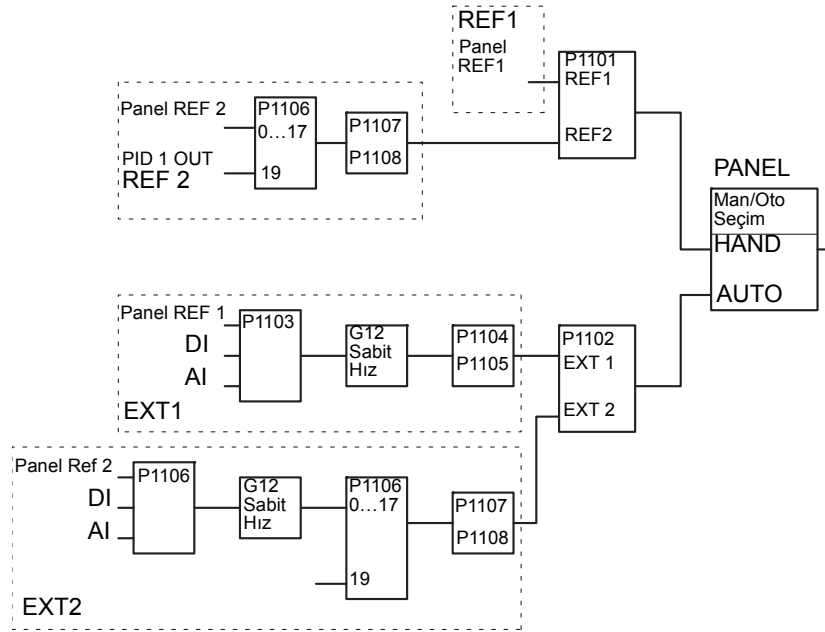 REF1
Panel
REF1
P1101
REF1
REF2
Panel REF 2
PID 1 OUT
REF 2
P1106
0...17
19
P1107
P1108
PANEL
Man/Oto
Seçim
HAND
AUTO
Panel REF 1
DI
AI
EXT1
P1103
G12
Sabit
Hız
P1104
P1105
P1102
EXT 1
EXT 2
Panel Ref 2
DI
AI
EXT2
P1106
G12
Sabit
Hız
P1106
0...17
19
P1107
P1108